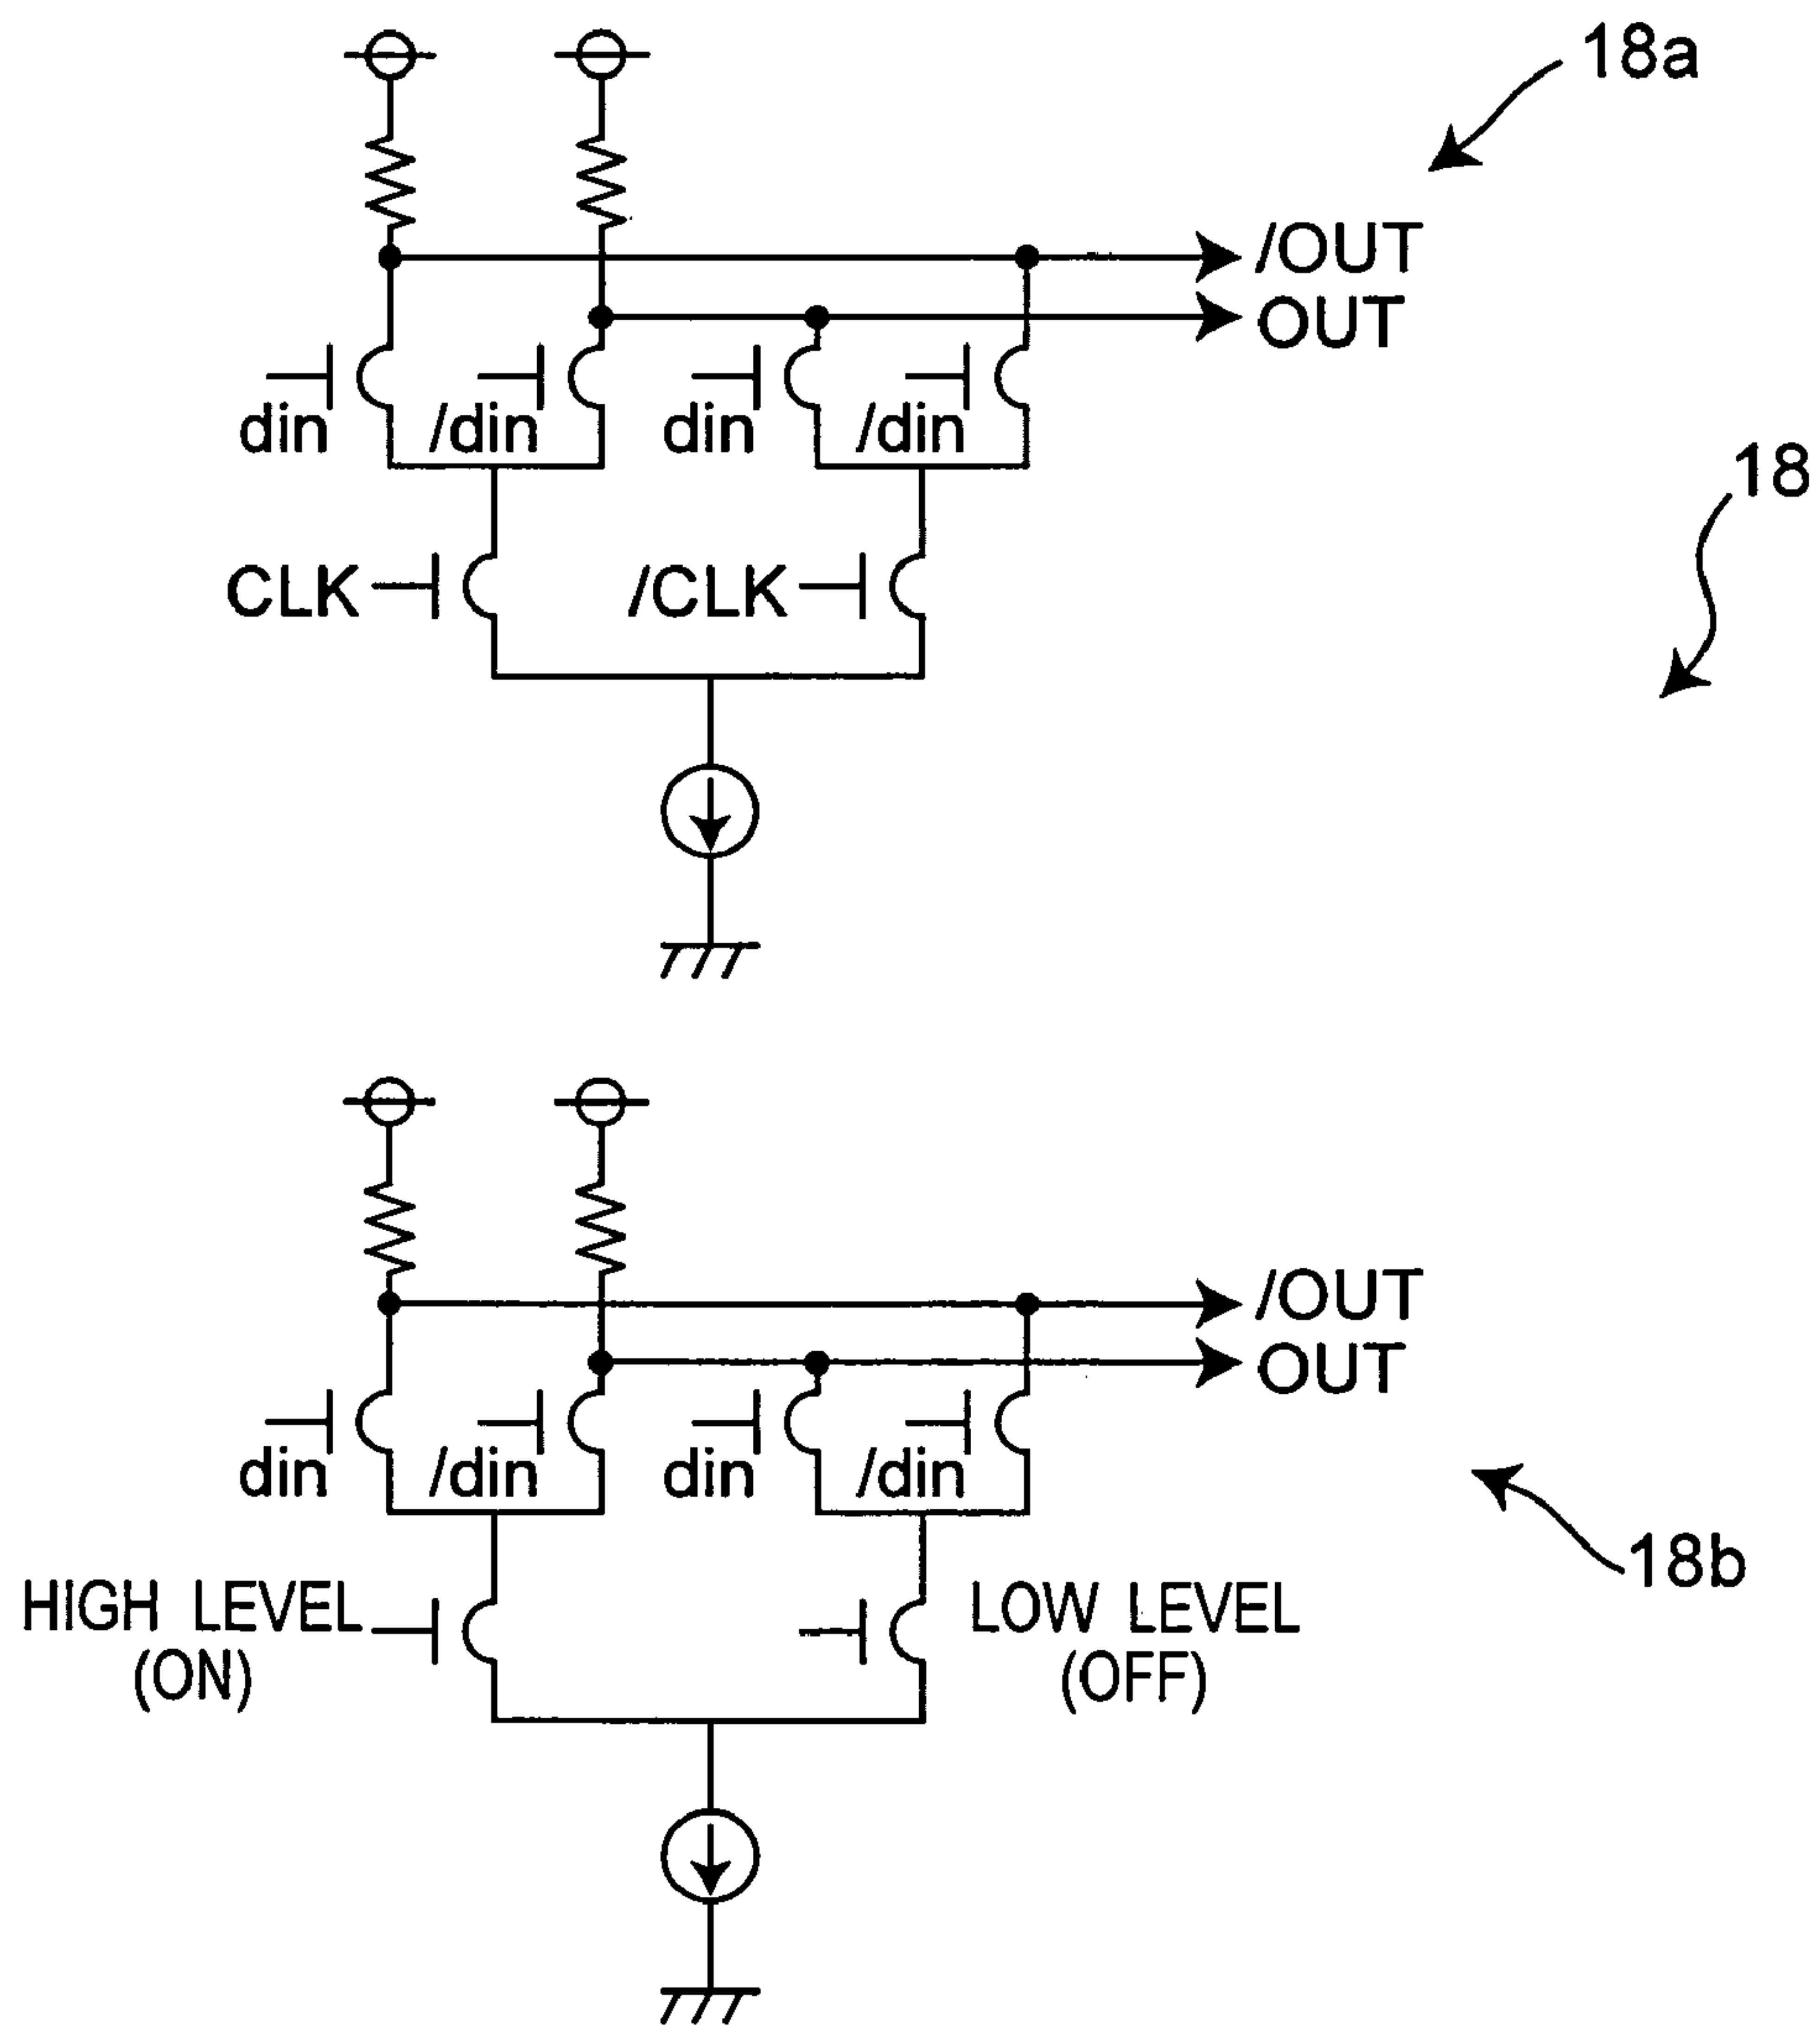 18a
/OUT
OUT
din /din din /din
18
CLK /CLK
/OUT
OUT
din /din din /din
18b
HIGH LEVEL
(ON)
LOW LEVEL
(OFF)